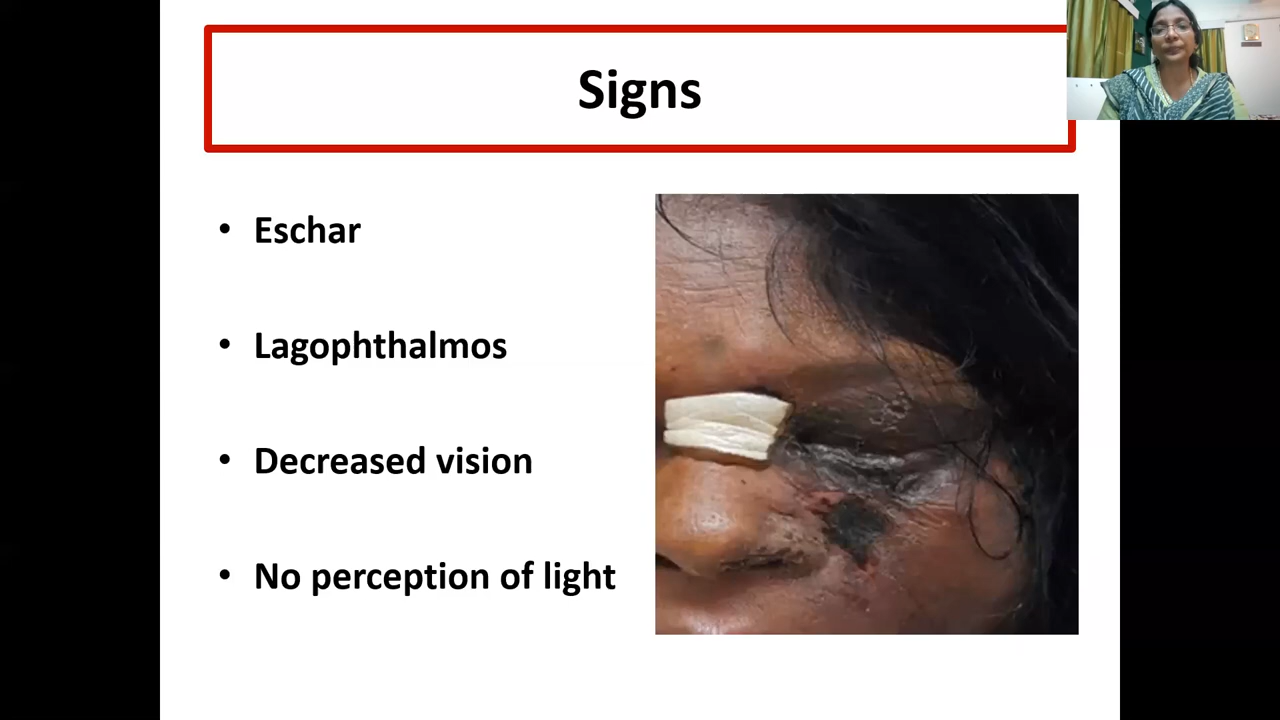 Signs
• Eschar
• Lagophthalmos
• Decreased vision
• No perception of light